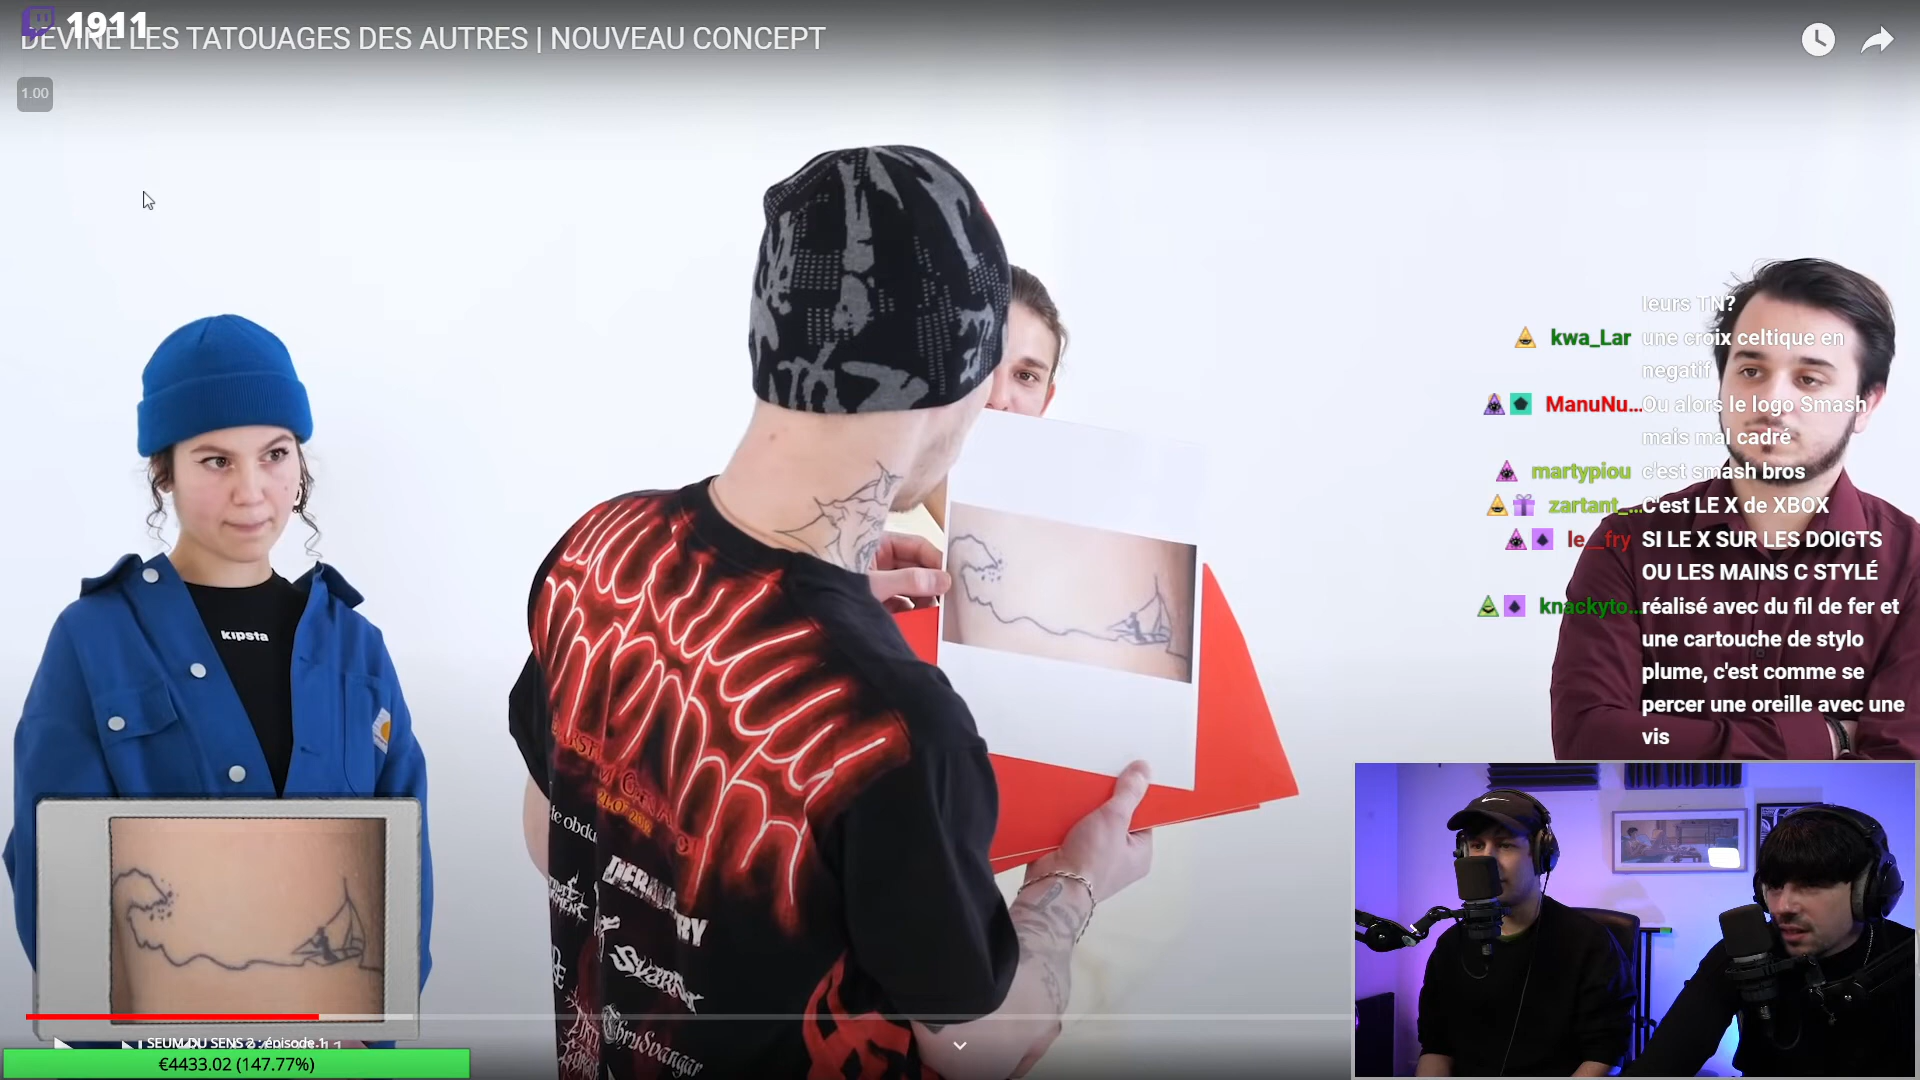 1911
DEVINE LES TATOUAGES DES AUTRES | NOUVEAU CONCEPT
1.00
leurs TN?
kwa_Lar une croix celtique en
negatif
ManuNu... Ou alors le logo Smash
mais mal cadré
martypiou c'est smash bros
zartant_... C'est LE X de XBOX
le__fry SI LE X SUR LES DOIGTS
OU LES MAINS C STYLÉ
knackyto... réalisé avec du fil de fer et
une cartouche de stylo
plume, c'est comme se
percer une oreille avec une
vis
kipsta
SEUM DU SENS 2 : épisode 1
€4433.02 (147.77%)